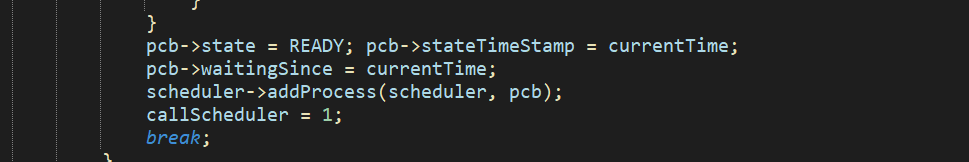 }
}
pcb->state = READY; pcb->stateTimeStamp = currentTime;
pcb->waitingSince = currentTime;
scheduler->addProcess(scheduler, pcb);
callScheduler = 1;
break;
}